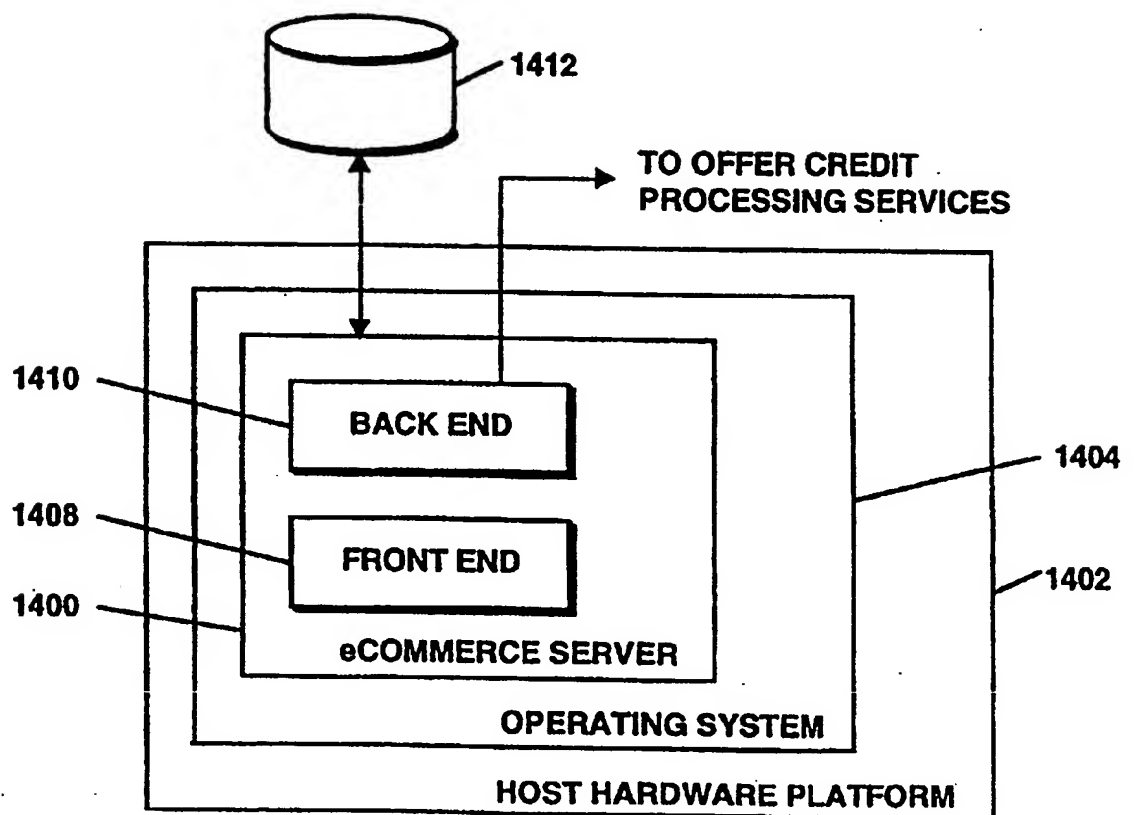 1412
TO OFFER CREDIT
PROCESSING SERVICES
1410
BACK END
1404
1408
FRONT END
1402
1400
eCOMMERCE SERVER
OPERATING SYSTEM
HOST HARDWARE PLATFORM